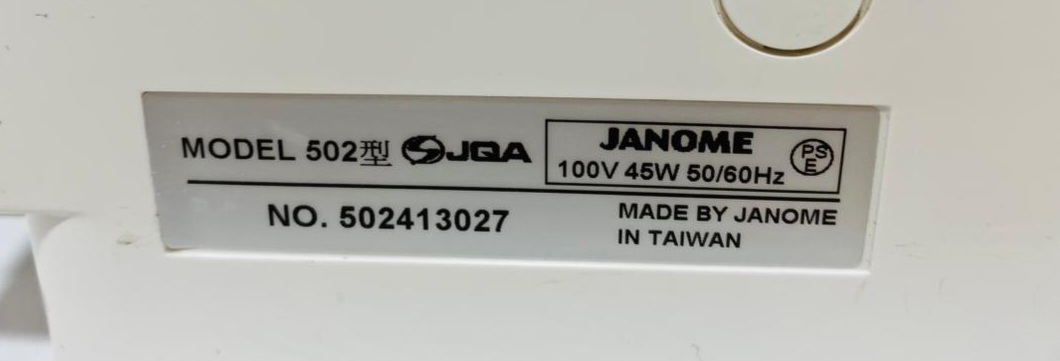 MODEL 502型 JQA
JANOME
100V 45W 50/60Hz
PSE
NO. 502413027
MADE BY JANOME
IN TAIWAN